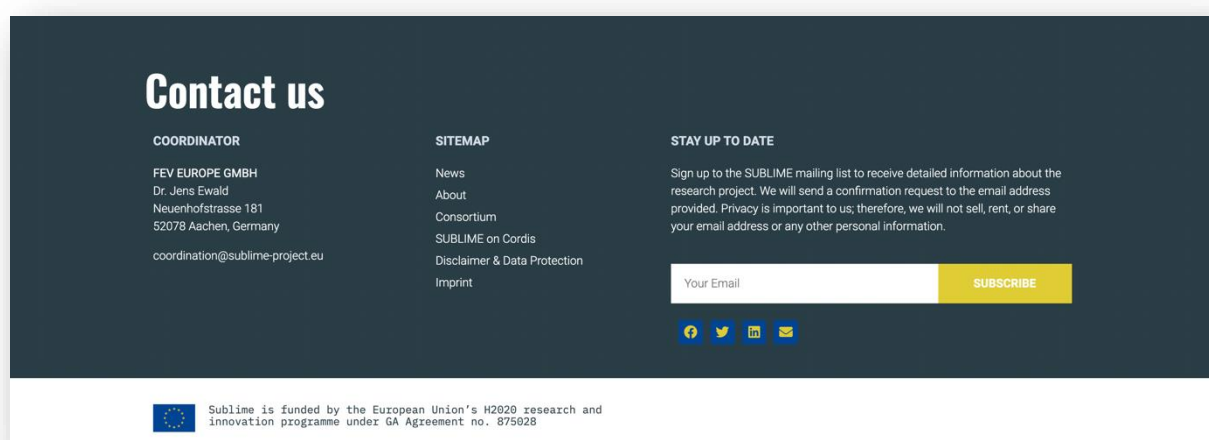 Contact us
COORDINATOR
FEV EUROPE GMBH
Dr. Jens Ewald
Neuenhofstrasse 181
52078 Aachen, Germany
coordination@sublime-project.eu
SITEMAP
News
About
Consortium
SUBLIME on Cordis
Disclaimer & Data Protection
Imprint
STAY UP TO DATE
Sign up to the SUBLIME mailing list to receive detailed information about the
research project. We will send a confirmation request to the email address
provided. Privacy is important to us; therefore, we will not sell, rent, or share
your email address or any other personal information.
Your Email
SUBSCRIBE
Sublime is funded by the European Union's H2020 research and
innovation programme under GA Agreement no. 875028